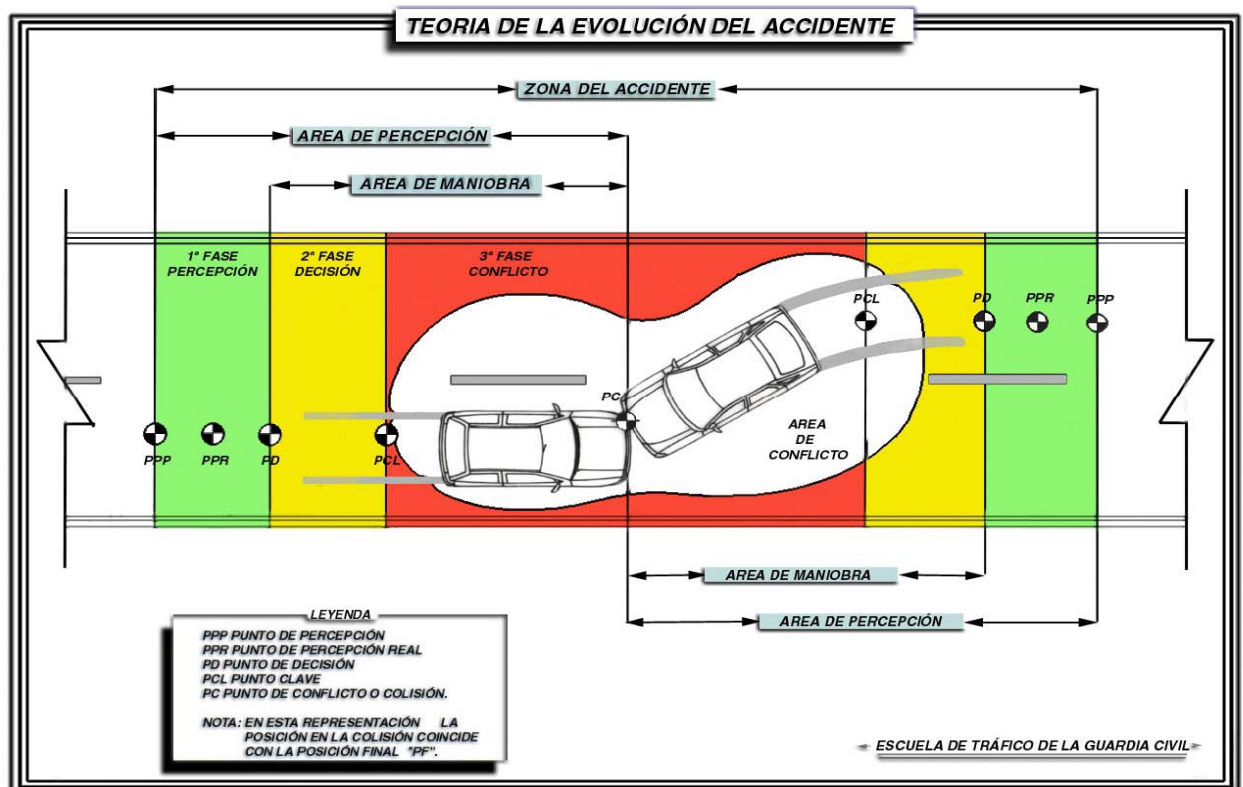 TEORIA DE LA EVOLUCIÓN DEL ACCIDENTE
ZONA DEL ACCIDENTE
AREA DE PERCEPCIÓN
AREA DE MANIOBRA
1ª FASE
PERCEPCIÓN
2ª FASE
DECISIÓN
3ª FASE
CONFLICTO
PCL
PD
PPR
PPP
PC
AREA
DE
CONFLICTO
PPP
PPR
PD
PCL
AREA DE MANIOBRA
AREA DE PERCEPCIÓN
LEYENDA
PPP PUNTO DE PERCEPCIÓN
PPR PUNTO DE PERCEPCIÓN REAL
PD PUNTO DE DECISIÓN
PCL PUNTO CLAVE
PC PUNTO DE CONFLICTO O COLISIÓN.
NOTA: EN ESTA REPRESENTACIÓN LA
POSICIÓN EN LA COLISIÓN COINCIDE
CON LA POSICIÓN FINAL "PF".
ESCUELA DE TRÁFICO DE LA GUARDIA CIVIL